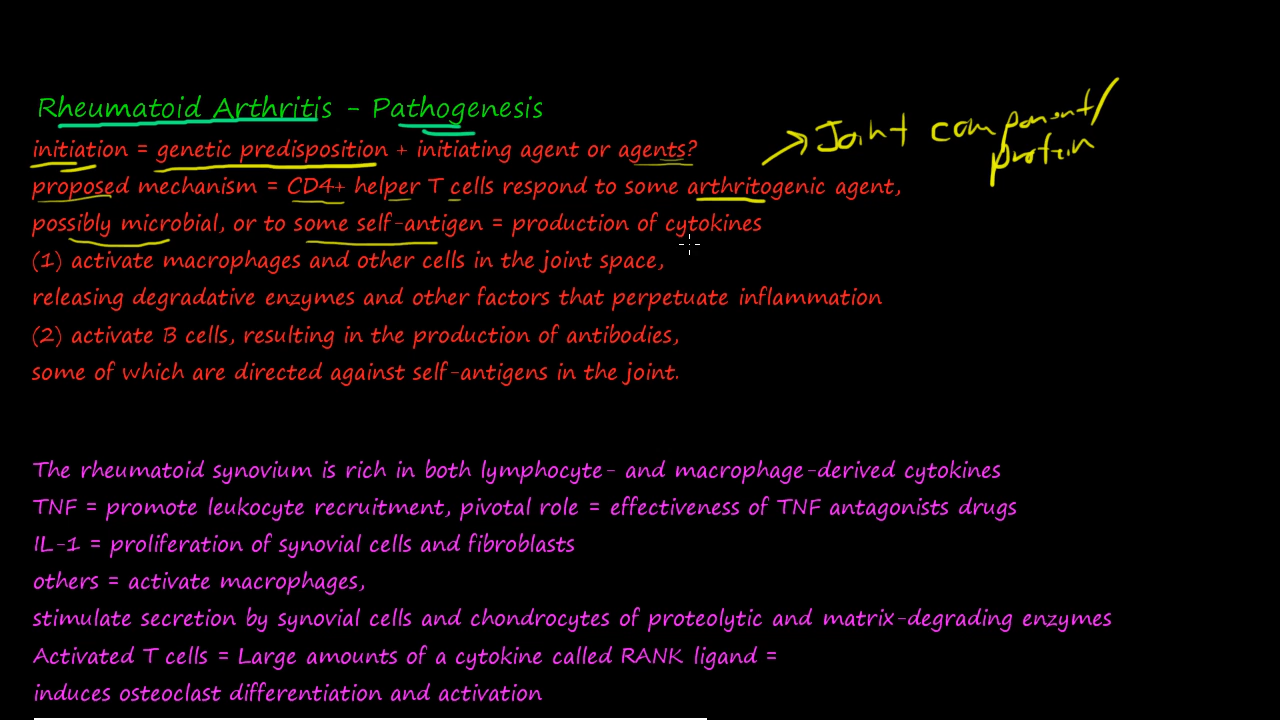 Rheumatoid Arthritis - Pathogenesis
initiation = genetic predisposition + initiating agent or agents?
Joint component/
protein
proposed mechanism = CD4+ helper T cells respond to some arthritogenic agent,
possibly microbial, or to some self-antigen = production of cytokines
(1) activate macrophages and other cells in the joint space,
releasing degradative enzymes and other factors that perpetuate inflammation
(2) activate B cells, resulting in the production of antibodies,
some of which are directed against self-antigens in the joint.
The rheumatoid synovium is rich in both lymphocyte- and macrophage-derived cytokines
TNF = promote leukocyte recruitment, pivotal role = effectiveness of TNF antagonists drugs
IL-1 = proliferation of synovial cells and fibroblasts
others = activate macrophages,
stimulate secretion by synovial cells and chondrocytes of proteolytic and matrix-degrading enzymes
Activated T cells = Large amounts of a cytokine called RANK ligand =
induces osteoclast differentiation and activation